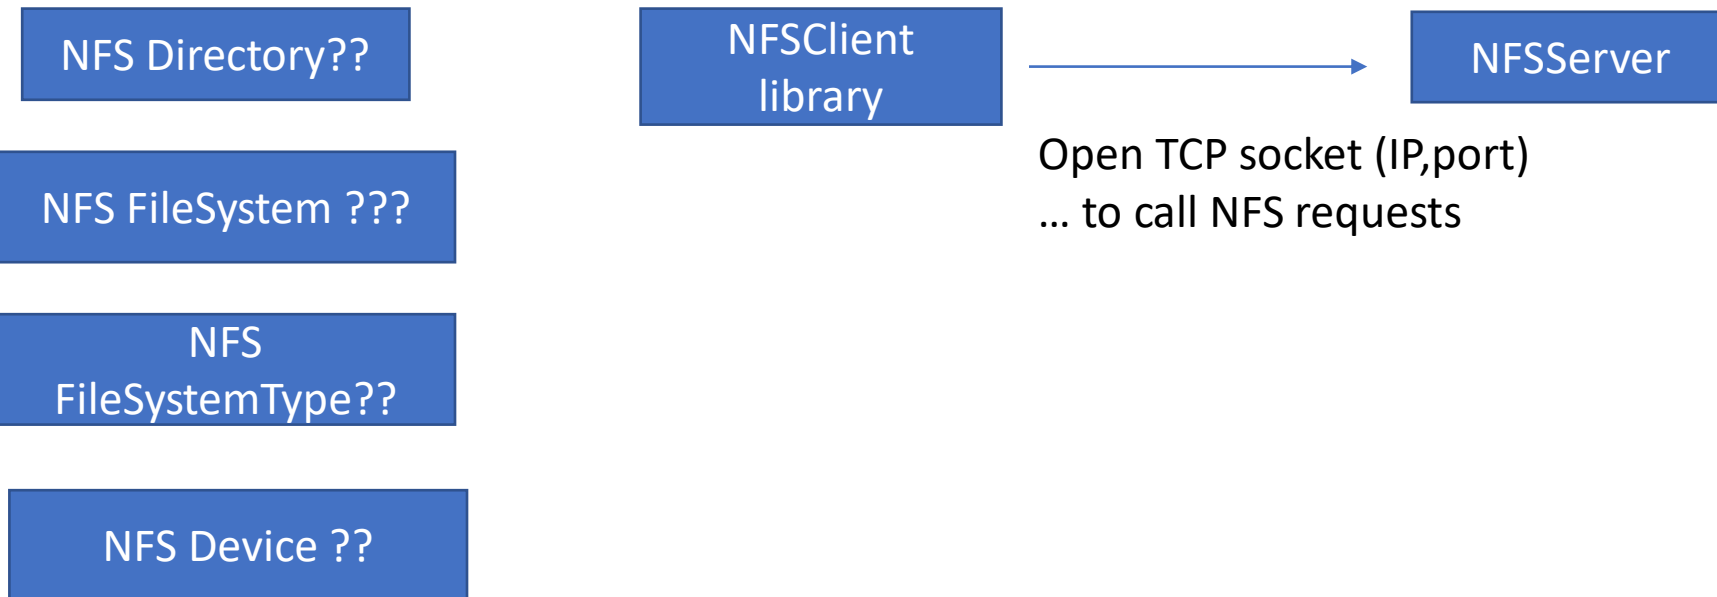 NFS Directory??
NFS FileSystem ???
NFS
FileSystemType??
NFS Device ??
NFSClient
library
NFSServer
Open TCP socket (IP,port)
… to call NFS requests